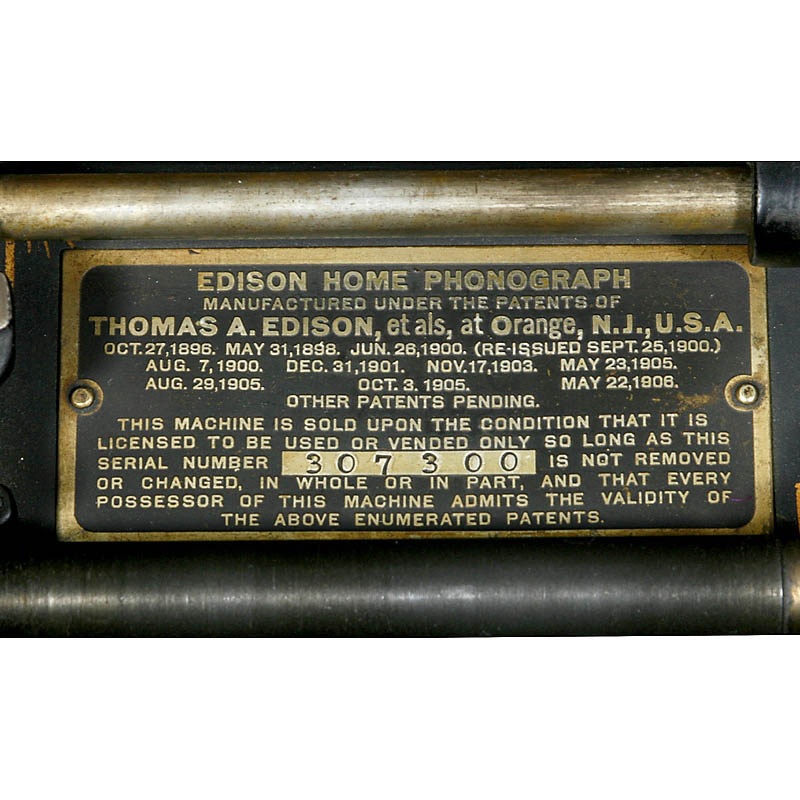 EDISON HOME PHONOGRAPH
MANUFACTURED UNDER THE PATENTS OF
THOMAS A. EDISON, et als, at Orange, N.J., U.S.A.
OCT. 27, 1896. MAY 31, 1898. JUN. 26, 1900. (RE-ISSUED SEPT. 25, 1900.)
AUG. 7, 1900. DEC. 31, 1901. NOV. 17, 1903. MAY 23, 1905.
AUG. 29, 1905. OCT. 3, 1905. MAY 22, 1906.
OTHER PATENTS PENDING.
THIS MACHINE IS SOLD UPON THE CONDITION THAT IT IS
LICENSED TO BE USED OR VENDED ONLY SO LONG AS THIS
SERIAL NUMBER 307300 IS NOT REMOVED
OR CHANGED, IN WHOLE OR IN PART, AND THAT EVERY
POSSESSOR OF THIS MACHINE ADMITS THE VALIDITY OF
THE ABOVE ENUMERATED PATENTS.